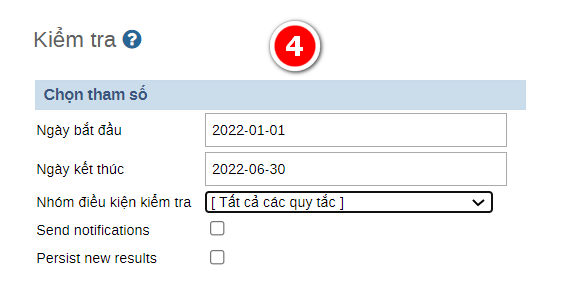 Kiểm tra ?
4
Chọn tham số
Ngày bắt đầu 2022-01-01
Ngày kết thúc 2022-06-30
Nhóm điều kiện kiểm tra [ Tất cả các quy tắc ]
Send notifications
Persist new results